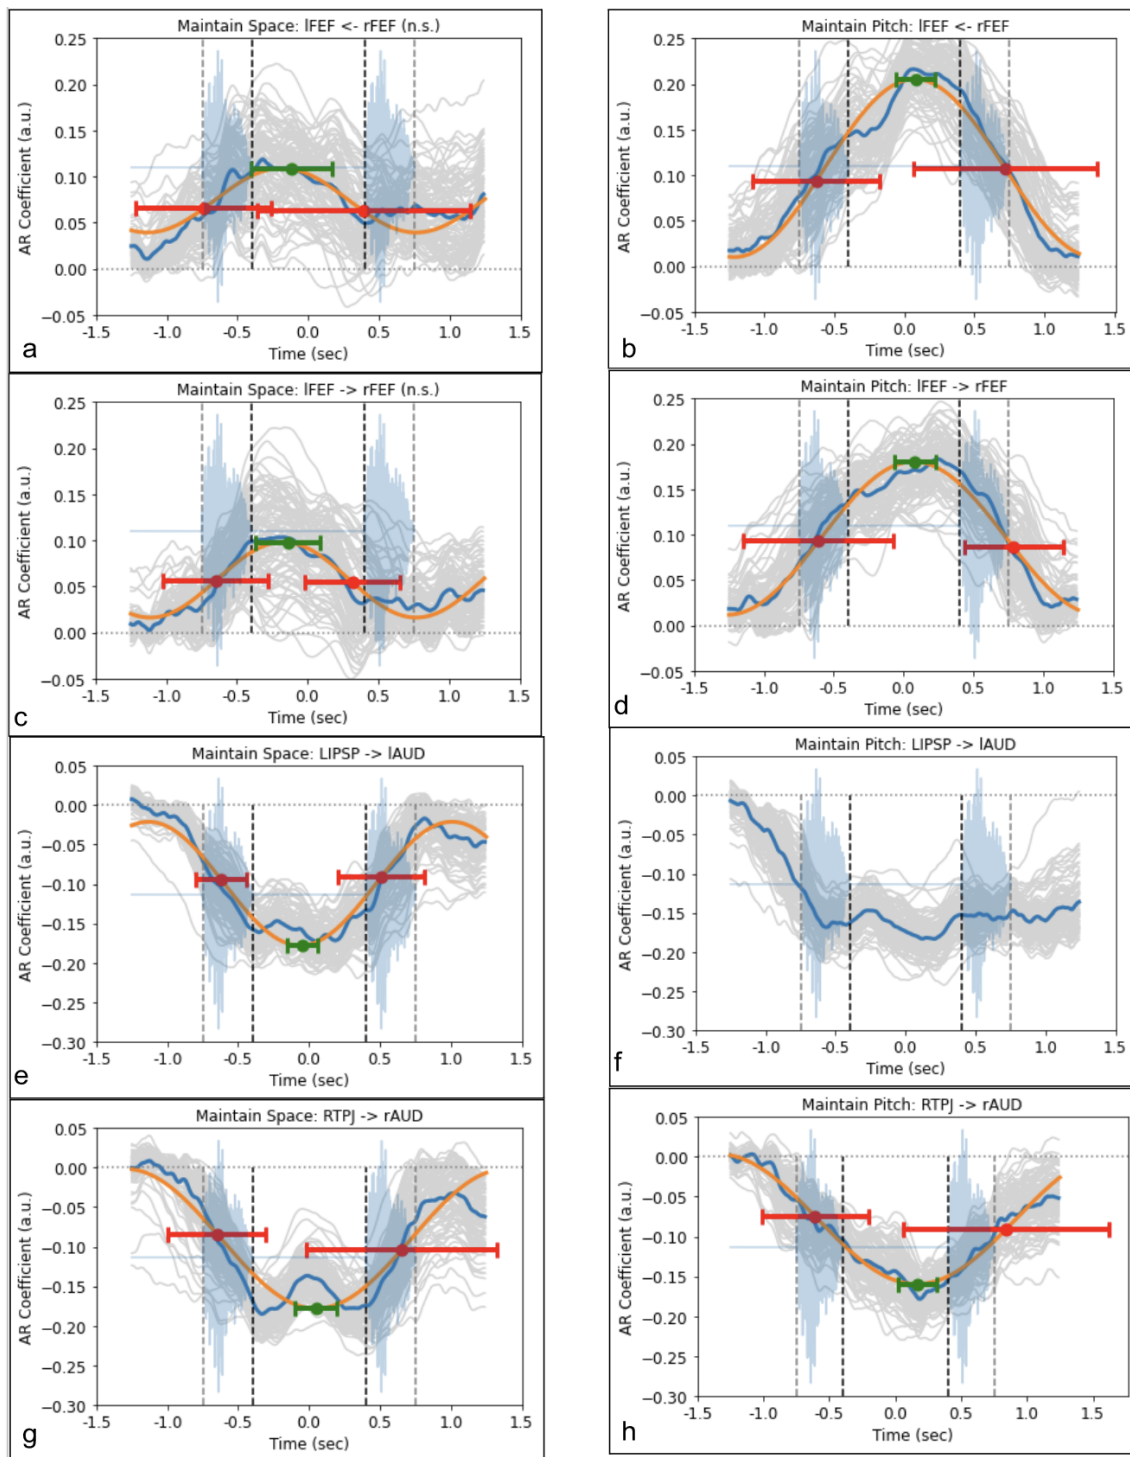 Maintain Space: lFEF <- rFEF (n.s.)
AR Coefficient (a.u.)
0.25
0.20
0.15
0.10
0.05
0.00
−0.05
-1.5 -1.0 -0.5 0.0 0.5 1.0 1.5
Time (sec)
a
Maintain Pitch: lFEF <- rFEF
AR Coefficient (a.u.)
0.25
0.20
0.15
0.10
0.05
0.00
−0.05
-1.5 -1.0 -0.5 0.0 0.5 1.0 1.5
Time (sec)
b
Maintain Space: lFEF -> rFEF (n.s.)
AR Coefficient (a.u.)
0.25
0.20
0.15
0.10
0.05
0.00
−0.05
-1.5 -1.0 -0.5 0.0 0.5 1.0 1.5
Time (sec)
c
Maintain Pitch: lFEF -> rFEF
AR Coefficient (a.u.)
0.25
0.20
0.15
0.10
0.05
0.00
−0.05
-1.5 -1.0 -0.5 0.0 0.5 1.0 1.5
Time (sec)
d
Maintain Space: LIPSP -> lAUD
AR Coefficient (a.u.)
0.05
0.00
−0.05
−0.10
−0.15
−0.20
−0.25
−0.30
-1.5 -1.0 -0.5 0.0 0.5 1.0 1.5
Time (sec)
e
Maintain Pitch: LIPSP -> lAUD
AR Coefficient (a.u.)
0.05
0.00
−0.05
−0.10
−0.15
−0.20
−0.25
−0.30
-1.5 -1.0 -0.5 0.0 0.5 1.0 1.5
Time (sec)
f
Maintain Space: RTPJ -> rAUD
AR Coefficient (a.u.)
0.05
0.00
−0.05
−0.10
−0.15
−0.20
−0.25
−0.30
-1.5 -1.0 -0.5 0.0 0.5 1.0 1.5
Time (sec)
g
Maintain Pitch: RTPJ -> rAUD
AR Coefficient (a.u.)
0.05
0.00
−0.05
−0.10
−0.15
−0.20
−0.25
−0.30
-1.5 -1.0 -0.5 0.0 0.5 1.0 1.5
Time (sec)
h